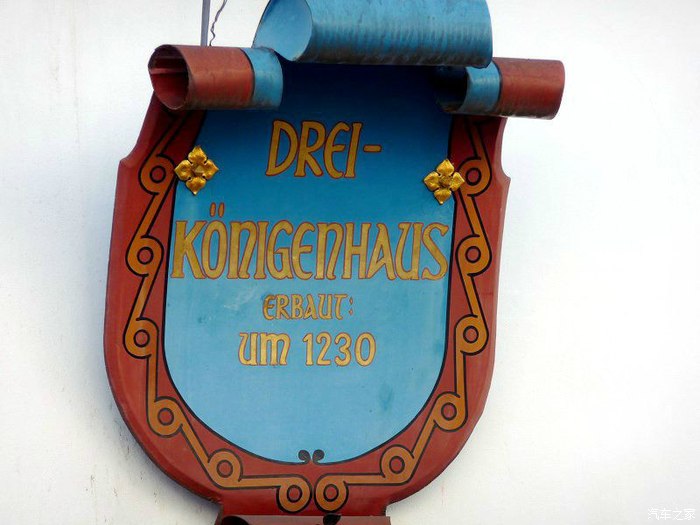 DREI-
KÖNIGENHAUS
ERBAUT:
UM 1230
汽车之家